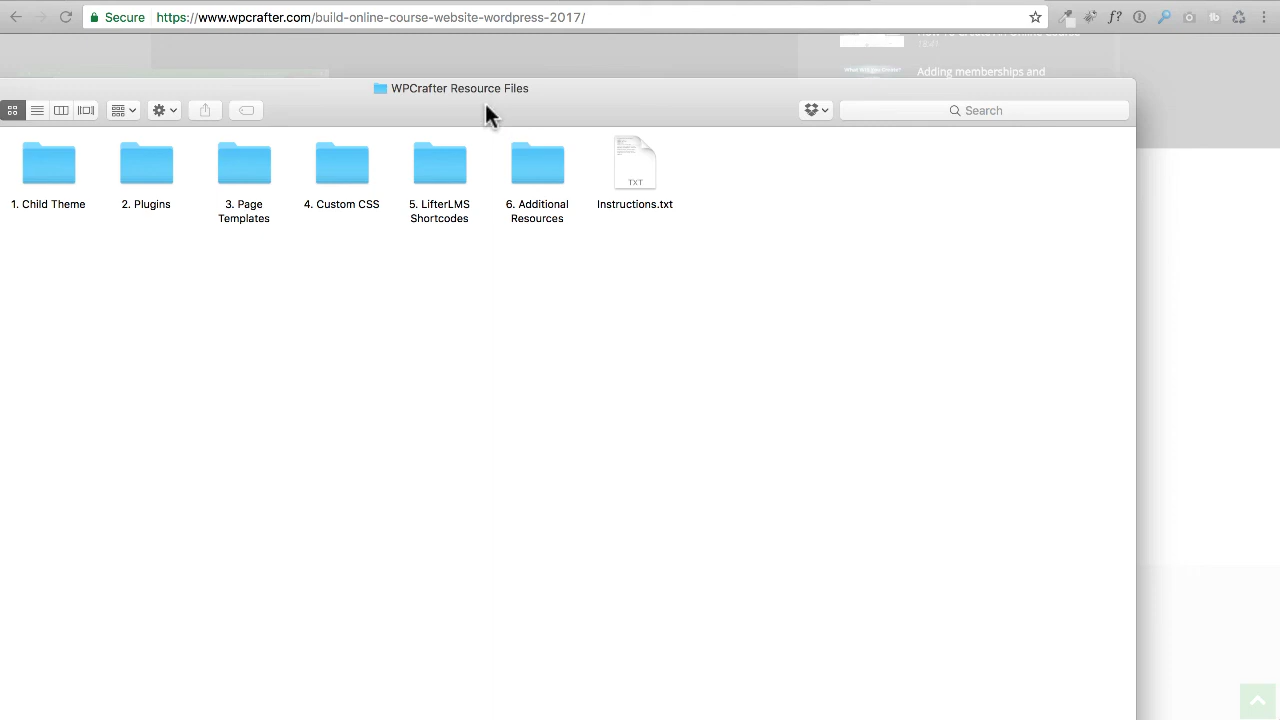 Secure https://www.wpcrafter.com/build-online-course-website-wordpress-2017/
f?
Adding memberships and
WPCrafter Resource Files
Search
TXT
1. Child Theme
2. Plugins
3. Page
Templates
4. Custom CSS
5. LifterLMS
Shortcodes
6. Additional
Resources
Instructions.txt